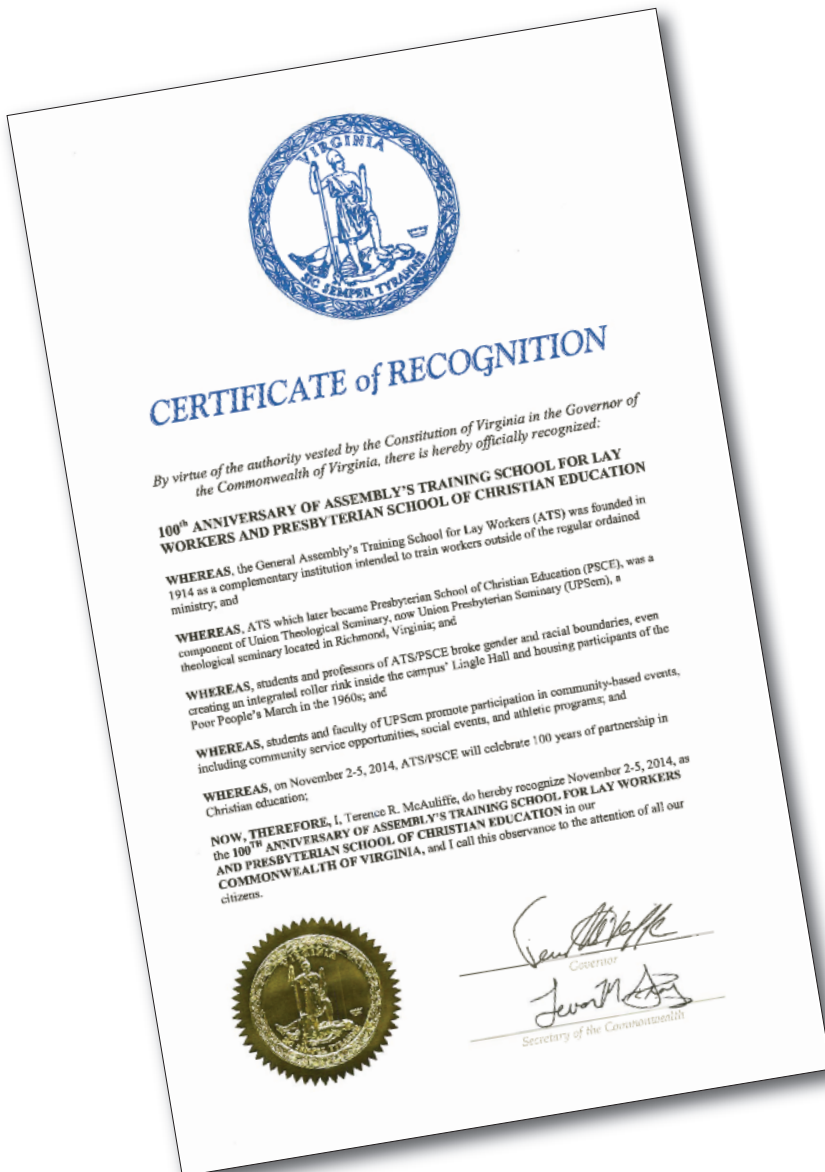 VIRGINIA
SIC SEMPER TYRANNIS
CERTIFICATE of RECOGNITION
By virtue of the authority vested by the Constitution of Virginia in the Governor of
the Commonwealth of Virginia, there is hereby officially recognized:
100th ANNIVERSARY OF ASSEMBLY'S TRAINING SCHOOL FOR LAY
WORKERS AND PRESBYTERIAN SCHOOL OF CHRISTIAN EDUCATION
WHEREAS, the General Assembly's Training School for Lay Workers (ATS) was founded in
1914 as a complementary institution intended to train workers outside of the regular ordained
ministry; and
WHEREAS, ATS which later became Presbyterian School of Christian Education (PSCE), was a
component of Union Theological Seminary, now Union Presbyterian Seminary (UPSem), a
theological seminary located in Richmond, Virginia; and
WHEREAS, students and professors of ATS/PSCE broke gender and racial boundaries, even
creating an integrated roller rink inside the campus' Lingle Hall and housing participants of the
Poor People's March in the 1960s; and
WHEREAS, students and faculty of UPSem promote participation in community-based events,
including community service opportunities, social events, and athletic programs; and
WHEREAS, on November 2-5, 2014, ATS/PSCE will celebrate 100 years of partnership in
Christian education;
NOW, THEREFORE, I, Terence R. McAuliffe, do hereby recognize November 2-5, 2014, as
the 100TH ANNIVERSARY OF ASSEMBLY'S TRAINING SCHOOL FOR LAY WORKERS
AND PRESBYTERIAN SCHOOL OF CHRISTIAN EDUCATION in our
COMMONWEALTH OF VIRGINIA, and I call this observance to the attention of all our
citizens.
VIRGINIA
Governor
Secretary of the Commonwealth